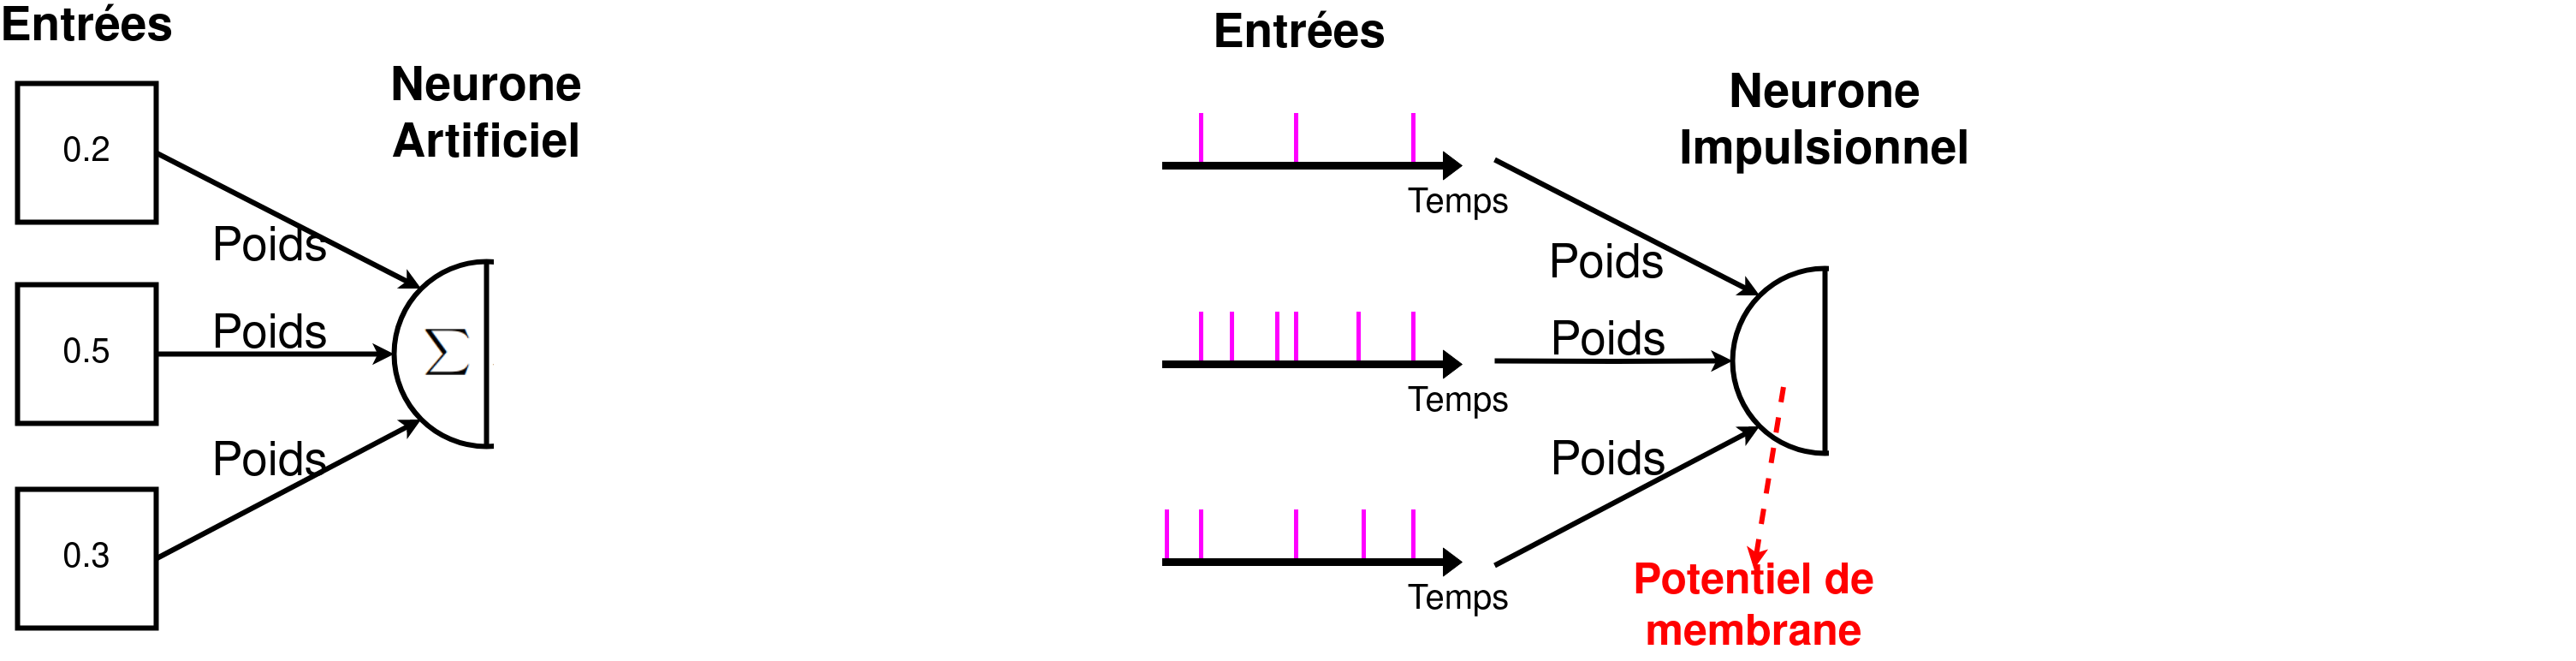 Entrées
Neurone
Artificiel
0.2
Poids
0.5
Poids
∑
0.3
Poids
Entrées
Neurone
Impulsionnel
Temps
Poids
Temps
Poids
Temps
Poids
Potentiel de
membrane